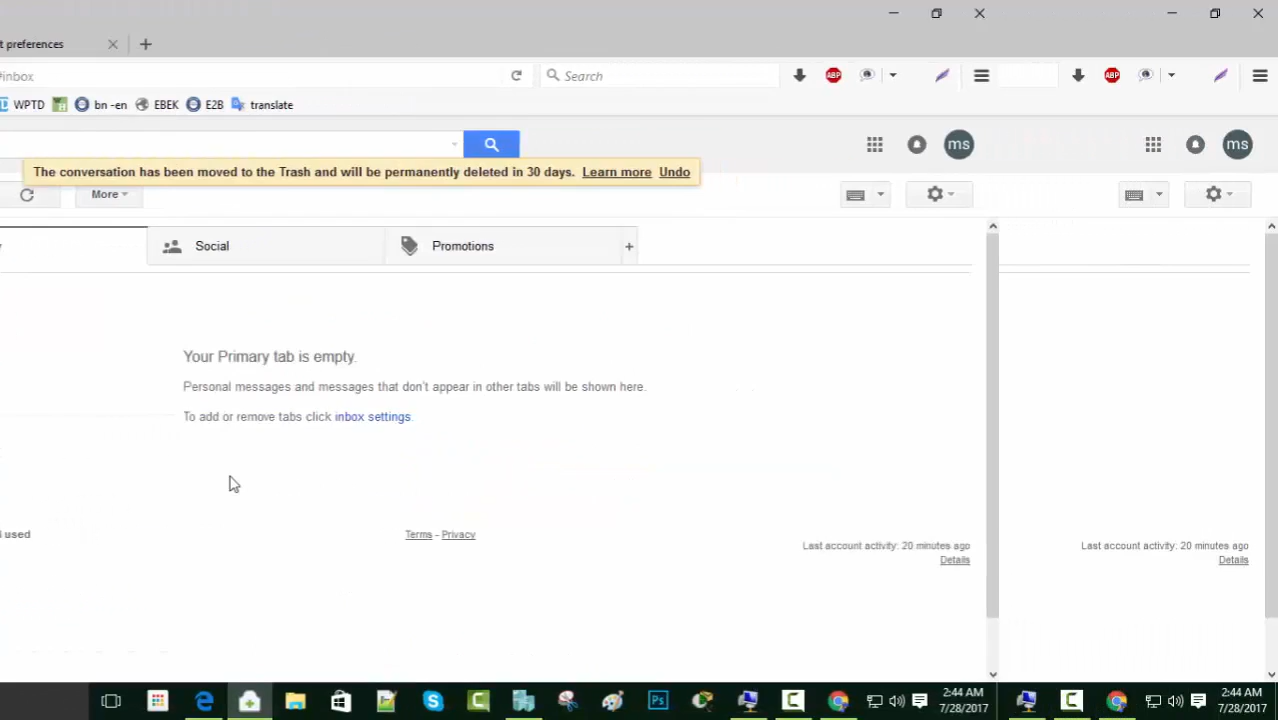 t preferences
#inbox
Search
ABP
ABP
WPTD
bn -en
EBEK
E2B
translate
ms
ms
The conversation has been moved to the Trash and will be permanently deleted in 30 days. Learn more Undo
More
Social
Promotions
+
Your Primary tab is empty.
Personal messages and messages that don't appear in other tabs will be shown here.
To add or remove tabs click inbox settings.
used
Terms - Privacy
Last account activity: 20 minutes ago
Details
Last account activity: 20 minutes ago
Details
Ps
2:44 AM
7/28/2017
2:44 AM
7/28/2017